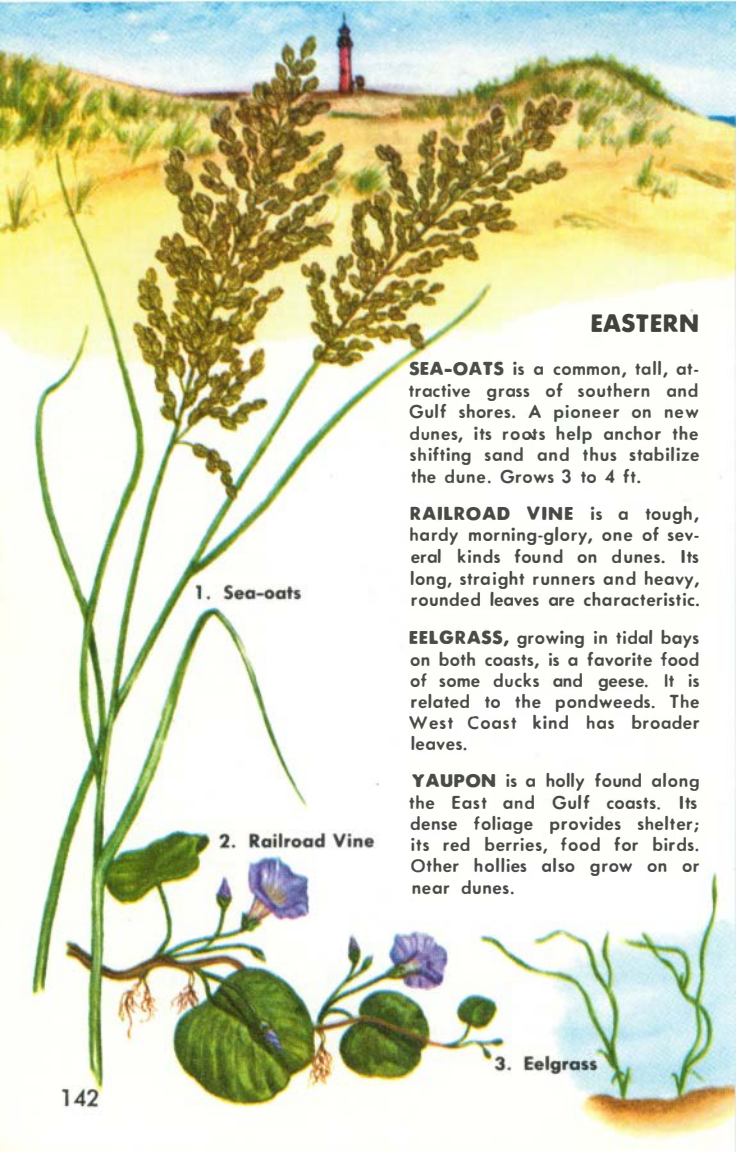 EASTERN
SEA-OATS is a common, tall, at-
tractive grass of southern and
Gulf shores. A pioneer on new
dunes, its roots help anchor the
shifting sand and thus stabilize
the dune. Grows 3 to 4 ft.
RAILROAD VINE is a tough,
hardy morning-glory, one of sev-
eral kinds found on dunes. Its
long, straight runners and heavy,
rounded leaves are characteristic.
EELGRASS, growing in tidal bays
on both coasts, is a favorite food
of some ducks and geese. It is
related to the pondweeds. The
West Coast kind has broader
leaves.
YAUPON is a holly found along
the East and Gulf coasts. Its
dense foliage provides shelter;
its red berries, food for birds.
Other hollies also grow on or
near dunes.
1. Sea-oats
2. Railroad Vine
3. Eelgrass
142